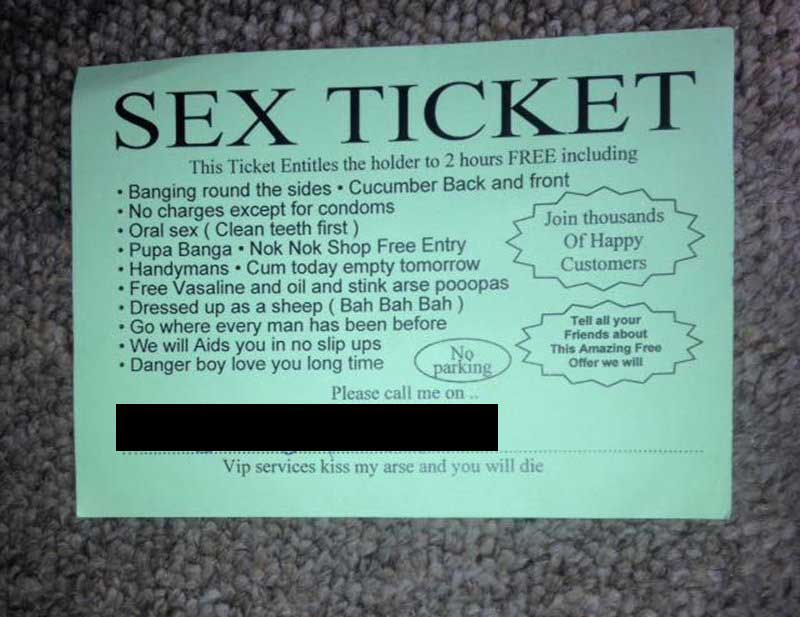 SEX TICKET
This Ticket Entitles the holder to 2 hours FREE including
• Banging round the sides • Cucumber Back and front
• No charges except for condoms
• Oral sex ( Clean teeth first )
• Pupa Banga • Nok Nok Shop Free Entry
• Handymans • Cum today empty tomorrow
• Free Vasaline and oil and stink arse pooopas
• Dressed up as a sheep ( Bah Bah Bah )
• Go where every man has been before
• We will Aids you in no slip ups
• Danger boy love you long time
Join thousands
Of Happy
Customers
Tell all your
Friends about
This Amazing Free
Offer we will
No
parking
Please call me on ..
Vip services kiss my arse and you will die